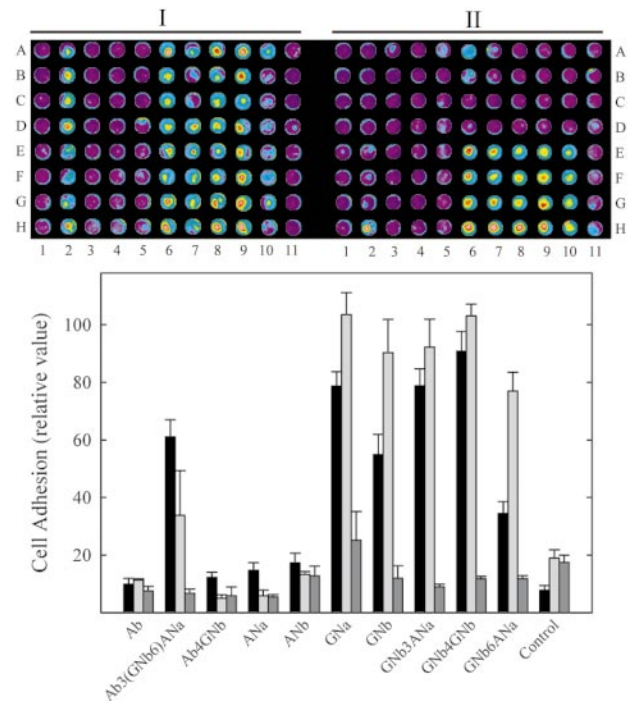 I II
A A
B B
C C
D D
E E
F F
G G
H H
1 2 3 4 5 6 7 8 9 10 11 1 2 3 4 5 6 7 8 9 10 11
Cell Adhesion (relative value)
100
80
60
40
20
Ab
Ab3(GNb6)ANa
Ab4GNb
ANa
ANb
GNa
GNb
GNb3ANa
GNb4GNb
GNb6ANa
Control